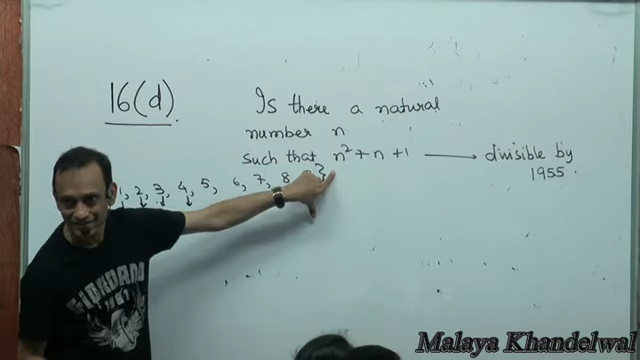 16(d)
Is there a natural
number n
such that n² + n + 1 → divisible by
1955.
1, 2, 3, 4, 5, 6, 7, 8
Malaya Khandelwal